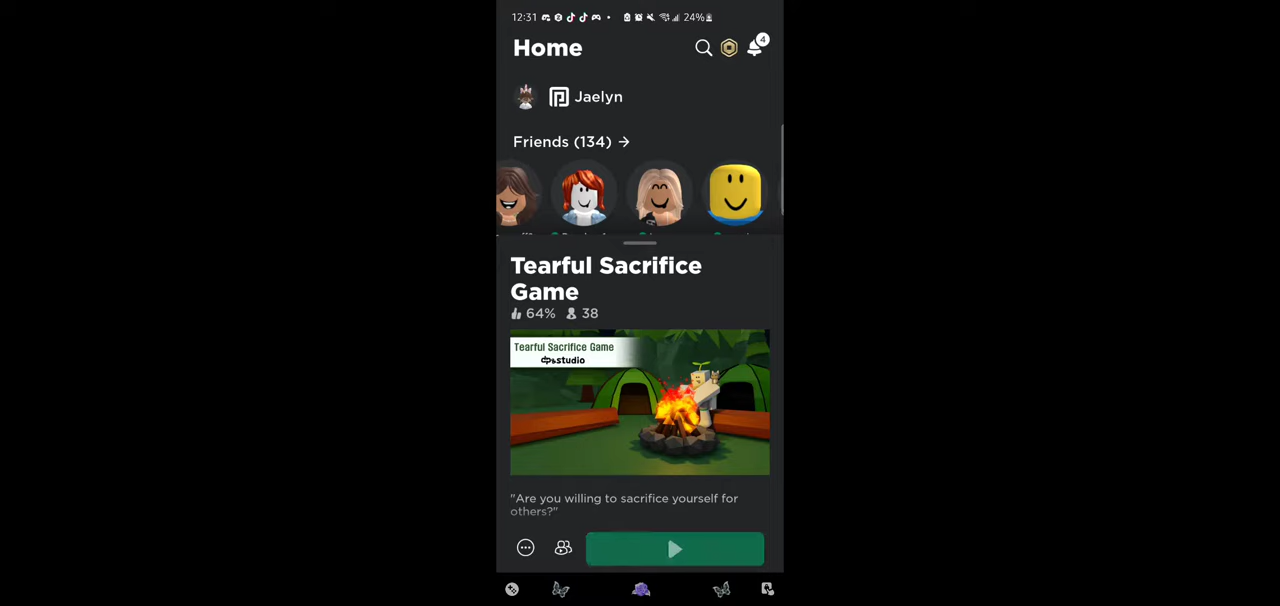 12:31
24%
Home
4
Jaelyn
Friends (134) →
Tearful Sacrifice
Game
64% 38
Tearful Sacrifice Game
dpstudio
"Are you willing to sacrifice yourself for
others?"